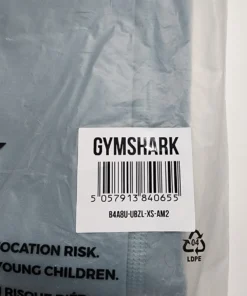 GYMSHARK
5 057913 840655
B4A8U-UBZL-XS-AM2
04
LDPE
OCATION RISK.
YOUNG CHILDREN.